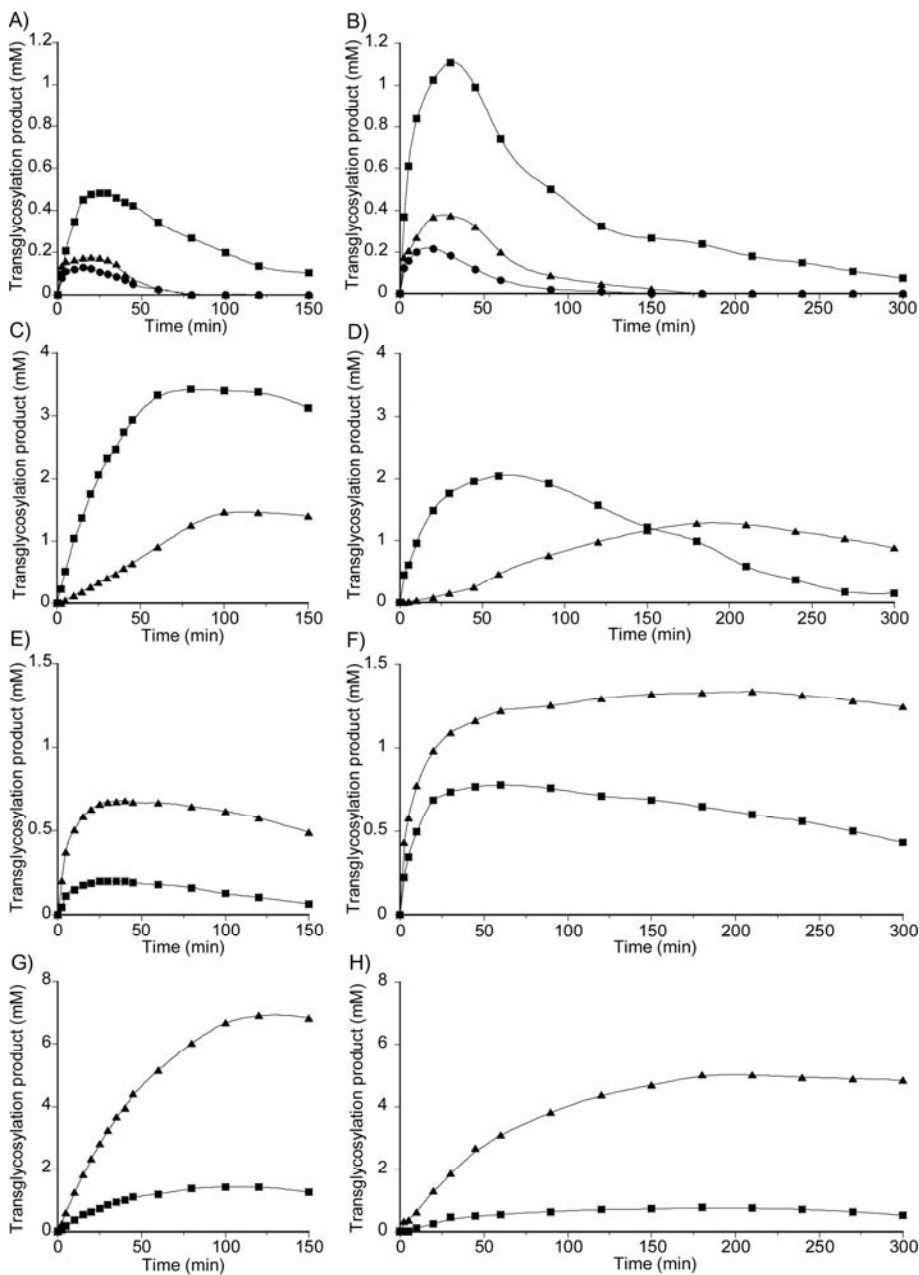 A)
Transglycosylation product (mM)
1.2
1
0.8
0.6
0.4
0.2
0
0 50 100 150
Time (min)
B)
Transglycosylation product (mM)
1.2
1
0.8
0.6
0.4
0.2
0
0 50 100 150 200 250 300
Time (min)
C)
Transglycosylation product (mM)
4
3
2
1
0
0 50 100 150
Time (min)
D)
Transglycosylation product (mM)
4
3
2
1
0
0 50 100 150 200 250 300
Time (min)
E)
Transglycosylation product (mM)
1.5
1
0.5
0
0 50 100 150
Time (min)
F)
Transglycosylation product (mM)
1.5
1
0.5
0
0 50 100 150 200 250 300
Time (min)
G)
Transglycosylation product (mM)
8
6
4
2
0
0 50 100 150
Time (min)
H)
Transglycosylation product (mM)
8
6
4
2
0
0 50 100 150 200 250 300
Time (min)